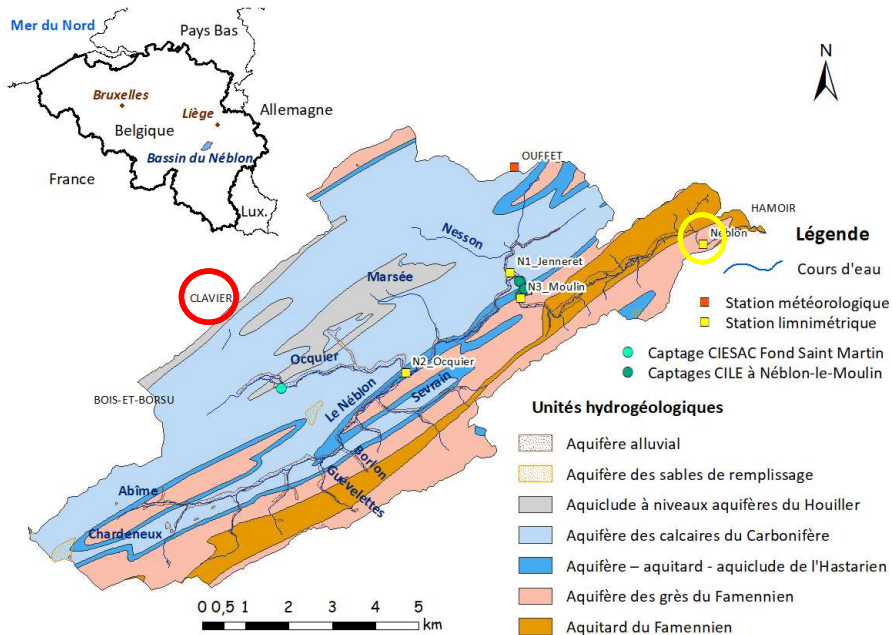 Mer du Nord
Pays Bas
Bruxelles
Liège
Allemagne
Belgique
Bassin du Néblon
France
Lux.
N
OUFFET
HAMOIR
Nesson
Néblon
N1_Jenneret
Marsée
N3_Moulin
CLAVIER
Ocquier
N2_Ocquier
BOIS-ET-BORSU
Le Néblon
Sevrain
Borlon
Guévelettes
Abîme
Chardeneux
Légende
Cours d'eau
Station météorologique
Station limnimétrique
Captage CIESAC Fond Saint Martin
Captages CILE à Néblon-le-Moulin
Unités hydrogéologiques
Aquifère alluvial
Aquifère des sables de remplissage
Aquiclude à niveaux aquifères du Houiller
Aquifère des calcaires du Carbonifère
Aquifère – aquitard - aquiclude de l'Hastarien
Aquifère des grès du Famennien
Aquitard du Famennien
0 0,5 1 2 3 4 5
km